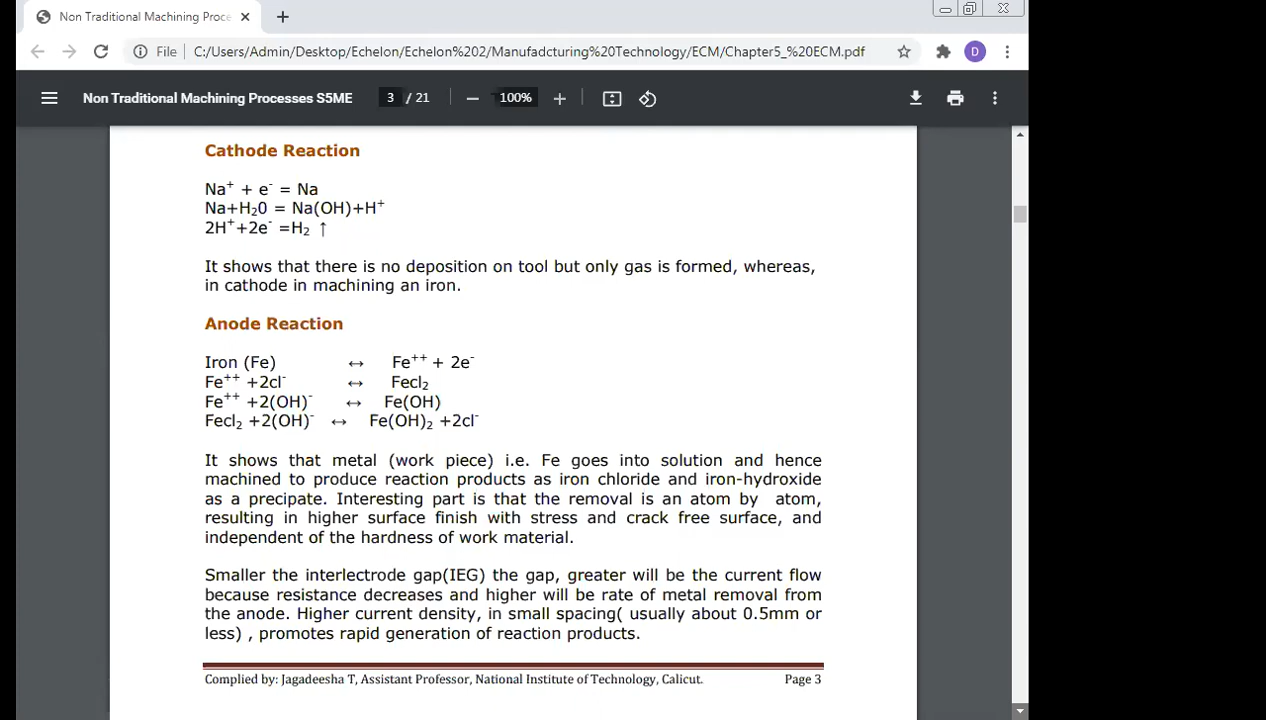 Non Traditional Machining Proce
File C:/Users/Admin/Desktop/Echelon/Echelon%202/Manufadcturing%20Technology/ECM/Chapter5_%20ECM.pdf
D
Non Traditional Machining Processes S5ME 3 / 21 100%
Cathode Reaction
Na⁺ + e⁻ = Na
Na+H₂0 = Na(OH)+H⁺
2H⁺+2e⁻ =H₂ ↑
It shows that there is no deposition on tool but only gas is formed, whereas,
in cathode in machining an iron.
Anode Reaction
Iron (Fe) ↔ Fe⁺⁺ + 2e⁻
Fe⁺⁺ +2cl⁻ ↔ Fecl₂
Fe⁺⁺ +2(OH)⁻ ↔ Fe(OH)
Fecl₂ +2(OH)⁻ ↔ Fe(OH)₂ +2cl⁻
It shows that metal (work piece) i.e. Fe goes into solution and hence
machined to produce reaction products as iron chloride and iron-hydroxide
as a precipate. Interesting part is that the removal is an atom by atom,
resulting in higher surface finish with stress and crack free surface, and
independent of the hardness of work material.
Smaller the interlectrode gap(IEG) the gap, greater will be the current flow
because resistance decreases and higher will be rate of metal removal from
the anode. Higher current density, in small spacing( usually about 0.5mm or
less) , promotes rapid generation of reaction products.
Complied by: Jagadeesha T, Assistant Professor, National Institute of Technology, Calicut. Page 3